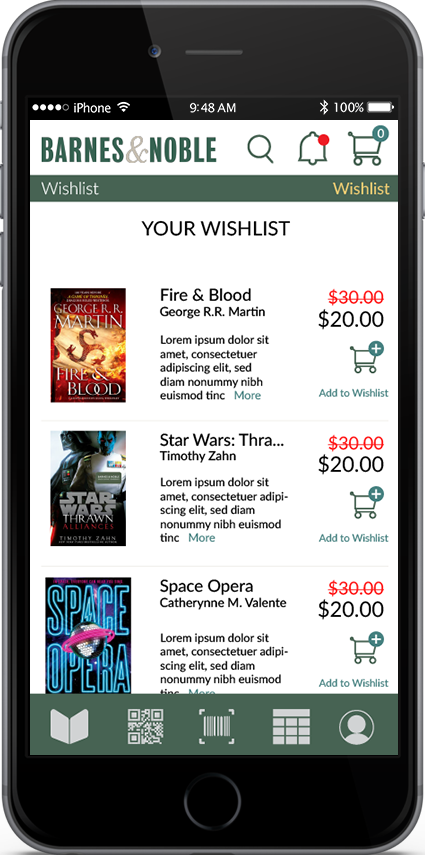 iPhone 9:48 AM 100%
BARNES&NOBLE 0
Wishlist Wishlist
YOUR WISHLIST
GEORGE R.R.
MARTIN
FIRE &
BLOOD
Fire & Blood
George R.R. Martin
Lorem ipsum dolor sit
amet, consectetuer
adipiscing elit, sed
diam nonummy nibh
euismod tinc More
$30.00
$20.00
Add to Wishlist
STAR
WARS
THRAWN
ALLIANCES
TIMOTHY ZAHN
Star Wars: Thra...
Timothy Zahn
Lorem ipsum dolor sit
amet, consectetuer adipi-
scing elit, sed diam
nonummy nibh euismod
tinc More
$30.00
$20.00
Add to Wishlist
SPACE
OPERA
Space Opera
Catherynne M. Valente
Lorem ipsum dolor sit
amet, consectetuer adipi-
scing elit, sed diam
nonummy nibh euismod
tinc More
$30.00
$20.00
Add to Wishlist